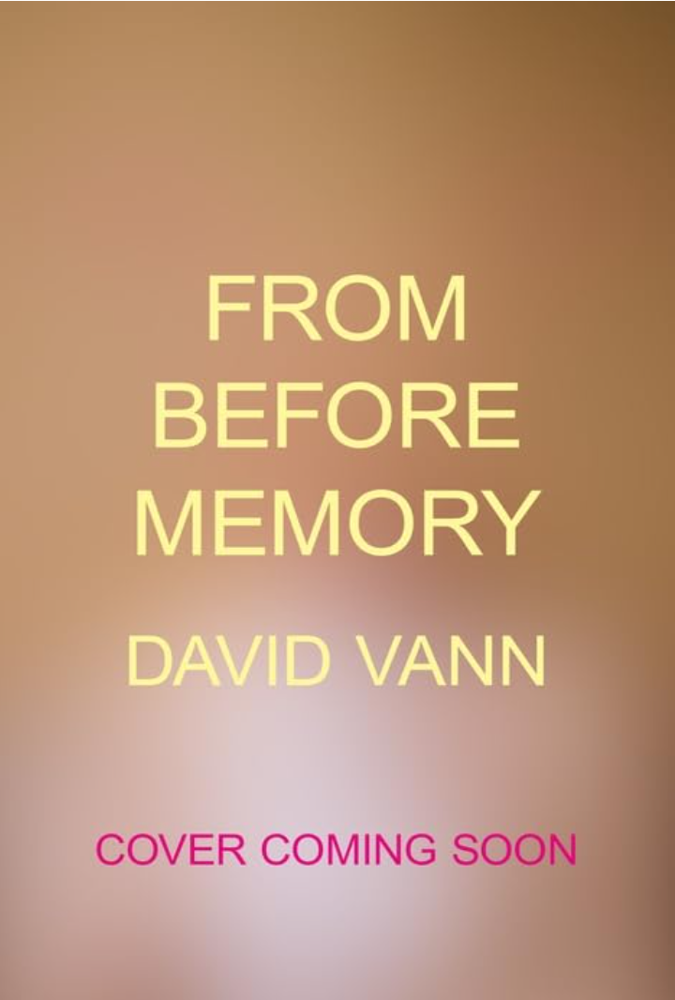 FROM
BEFORE
MEMORY
DAVID VANN
COVER COMING SOON